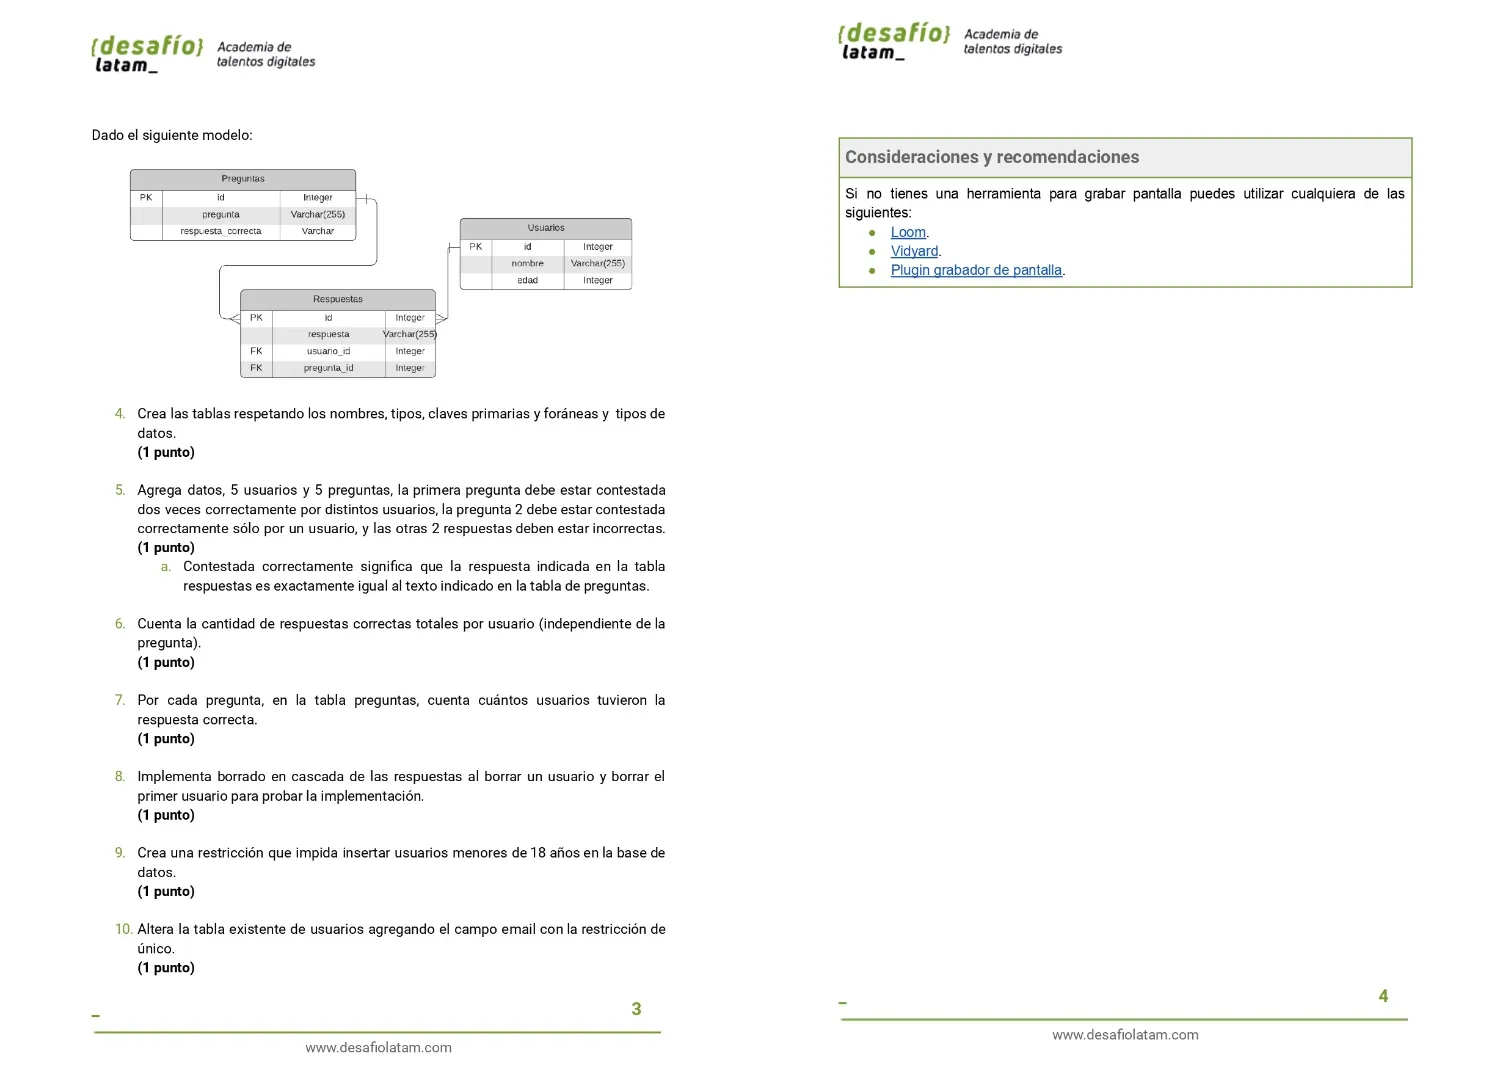 {desafío}
latam_
Academia de
talentos digitales
Dado el siguiente modelo:
Preguntas
PK id Integer
pregunta Varchar(255)
respuesta_correcta Varchar
Usuarios
PK id Integer
nombre Varchar(255)
edad Integer
Respuestas
PK id Integer
respuesta Varchar(255)
FK usuario_id Integer
FK pregunta_id Integer
4. Crea las tablas respetando los nombres, tipos, claves primarias y foráneas y tipos de
datos.
(1 punto)
5. Agrega datos, 5 usuarios y 5 preguntas, la primera pregunta debe estar contestada
dos veces correctamente por distintos usuarios, la pregunta 2 debe estar contestada
correctamente sólo por un usuario, y las otras 2 respuestas deben estar incorrectas.
(1 punto)
a. Contestada correctamente significa que la respuesta indicada en la tabla
respuestas es exactamente igual al texto indicado en la tabla de preguntas.
6. Cuenta la cantidad de respuestas correctas totales por usuario (independiente de la
pregunta).
(1 punto)
7. Por cada pregunta, en la tabla preguntas, cuenta cuántos usuarios tuvieron la
respuesta correcta.
(1 punto)
8. Implementa borrado en cascada de las respuestas al borrar un usuario y borrar el
primer usuario para probar la implementación.
(1 punto)
9. Crea una restricción que impida insertar usuarios menores de 18 años en la base de
datos.
(1 punto)
10. Altera la tabla existente de usuarios agregando el campo email con la restricción de
único.
(1 punto)
_ 3
www.desafiolatam.com
{desafío}
latam_
Academia de
talentos digitales
Consideraciones y recomendaciones
Si no tienes una herramienta para grabar pantalla puedes utilizar cualquiera de las
siguientes:
● Loom.
● Vidyard.
● Plugin grabador de pantalla.
_ 4
www.desafiolatam.com